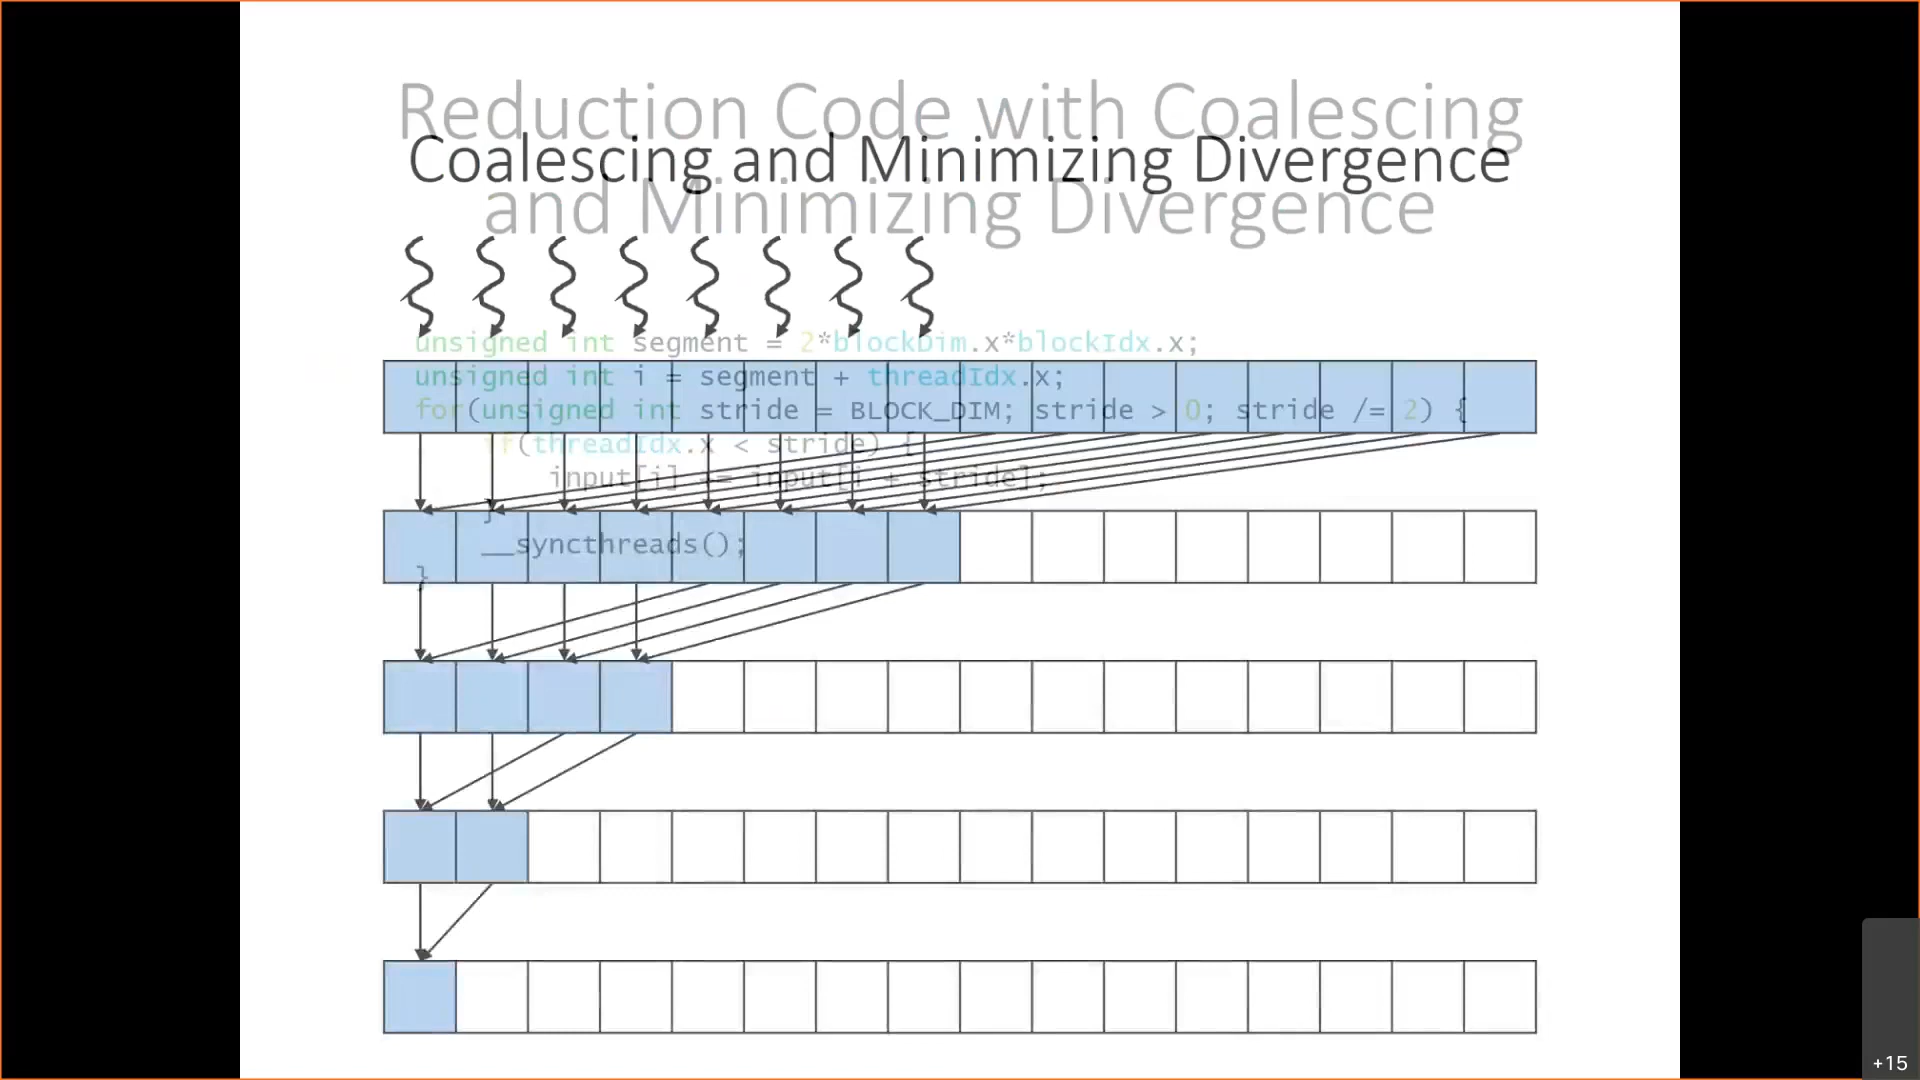 Reduction Code with Coalescing
Coalescing and Minimizing Divergence
and Minimizing Divergence
unsigned int segment = 2*blockDim.x*blockIdx.x;
unsigned int i = segment + threadIdx.x;
for(unsigned int stride = BLOCK_DIM; stride > 0; stride /= 2) {
if(threadIdx.x < stride) {
input[i] += input[i + stride];
}
__syncthreads();
}
+15